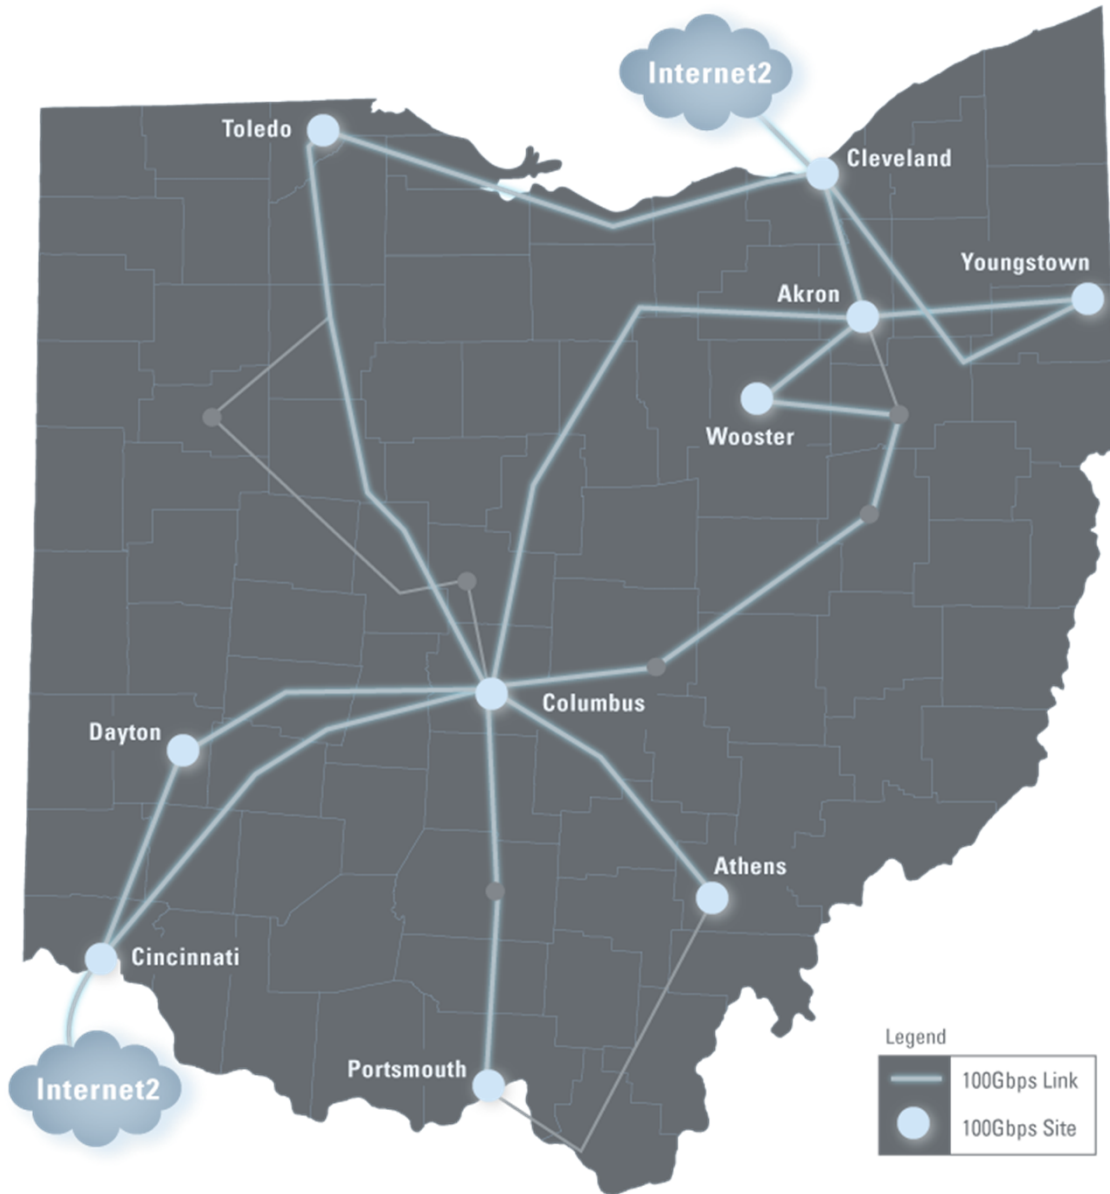 Internet2
Toledo
Cleveland
Youngstown
Akron
Wooster
Columbus
Dayton
Athens
Cincinnati
Portsmouth
Internet2
Legend
100Gbps Link
100Gbps Site